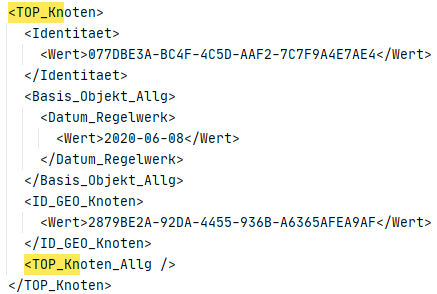 <TOP_Knoten>
<Identitaet>
<Wert>077DBE3A-BC4F-4C5D-AAF2-7C7F9A4E7AE4</Wert>
</Identitaet>
<Basis_Objekt_Allg>
<Datum_Regelwerk>
<Wert>2020-06-08</Wert>
</Datum_Regelwerk>
</Basis_Objekt_Allg>
<ID_GEO_Knoten>
<Wert>2879BE2A-92DA-4455-936B-A6365AFEA9AF</Wert>
</ID_GEO_Knoten>
<TOP_Knoten_Allg />
</TOP_Knoten>